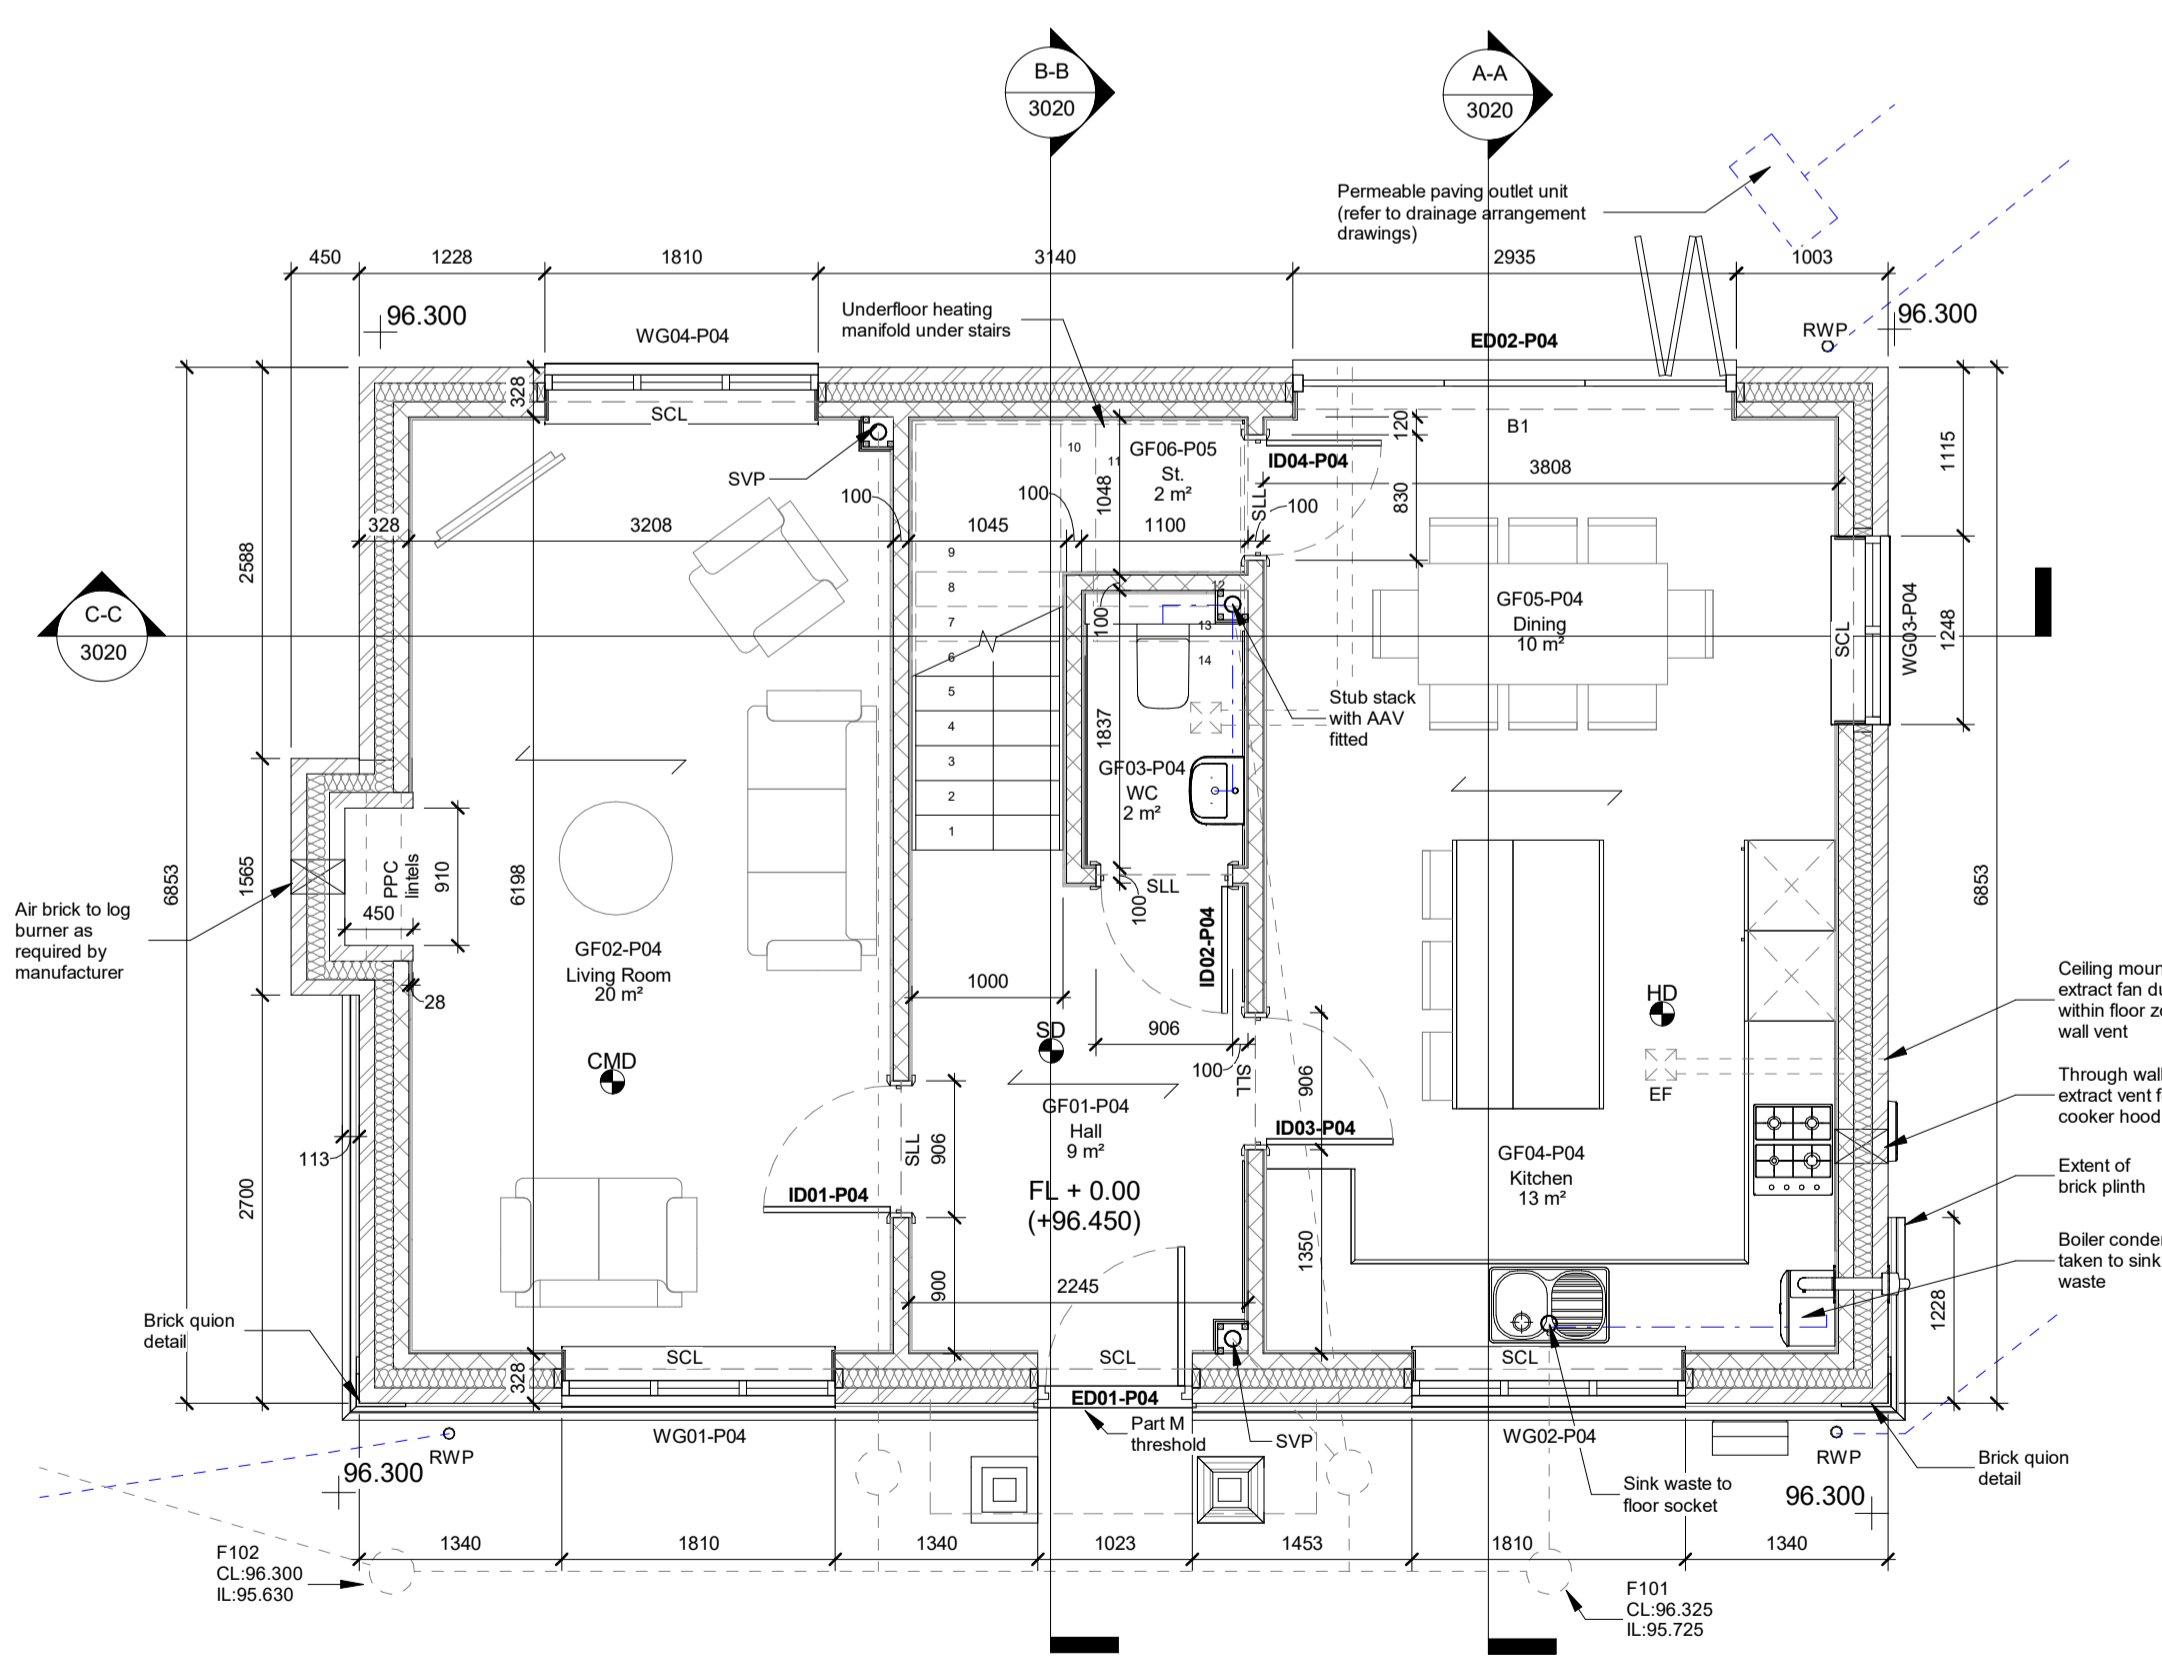 B-B
3020
A-A
3020
Permeable paving outlet unit
(refer to drainage arrangement
drawings)
450
1228
1810
3140
2935
1003
96.300
WG04-P04
Underfloor heating
manifold under stairs
ED02-P04
RWP
96.300
328
SCL
SVP
100
100
10
11
GF06-P05
St.
2 m²
1048
ID04-P04
SLL
100
120
830
B1
3808
1115
328
3208
1045
1100
2588
C-C
3020
9
8
7
6
5
4
3
2
1
100
12
13
14
GF05-P04
Dining
10 m²
SCL
WG03-P04
1248
Stub stack
with AAV
fitted
1837
GF03-P04
WC
2 m²
6853
1565
PPC
lintels
910
450
6198
SLL
100
6853
Air brick to log
burner as
required by
manufacturer
GF02-P04
Living Room
20 m²
28
1000
ID02-P04
HD
SD
906
100
SLL
906
CMD
EF
Ceiling moun
extract fan du
within floor ze
wall vent
Through wall
extract vent f
cooker hood
113
GF01-P04
Hall
9 m²
ID03-P04
GF04-P04
Kitchen
13 m²
Extent of
brick plinth
2700
ID01-P04
SLL
906
FL + 0.00
(+96.450)
1350
900
2245
Boiler conde
taken to sink
waste
1228
Brick quion
detail
328
SCL
SCL
SCL
ED01-P04
Part M
threshold
WG01-P04
RWP
96.300
SVP
WG02-P04
RWP
Sink waste to
floor socket
96.300
Brick quion
detail
1340
1810
1340
1023
1453
1810
1340
F102
CL:96.300
IL:95.630
F101
CL:96.325
IL:95.725